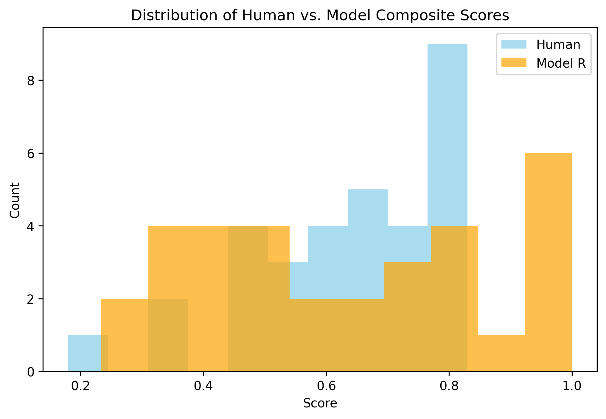 Distribution of Human vs. Model Composite Scores
Human
Model R
8
6
4
2
0
Count
0.2 0.4 0.6 0.8 1.0
Score